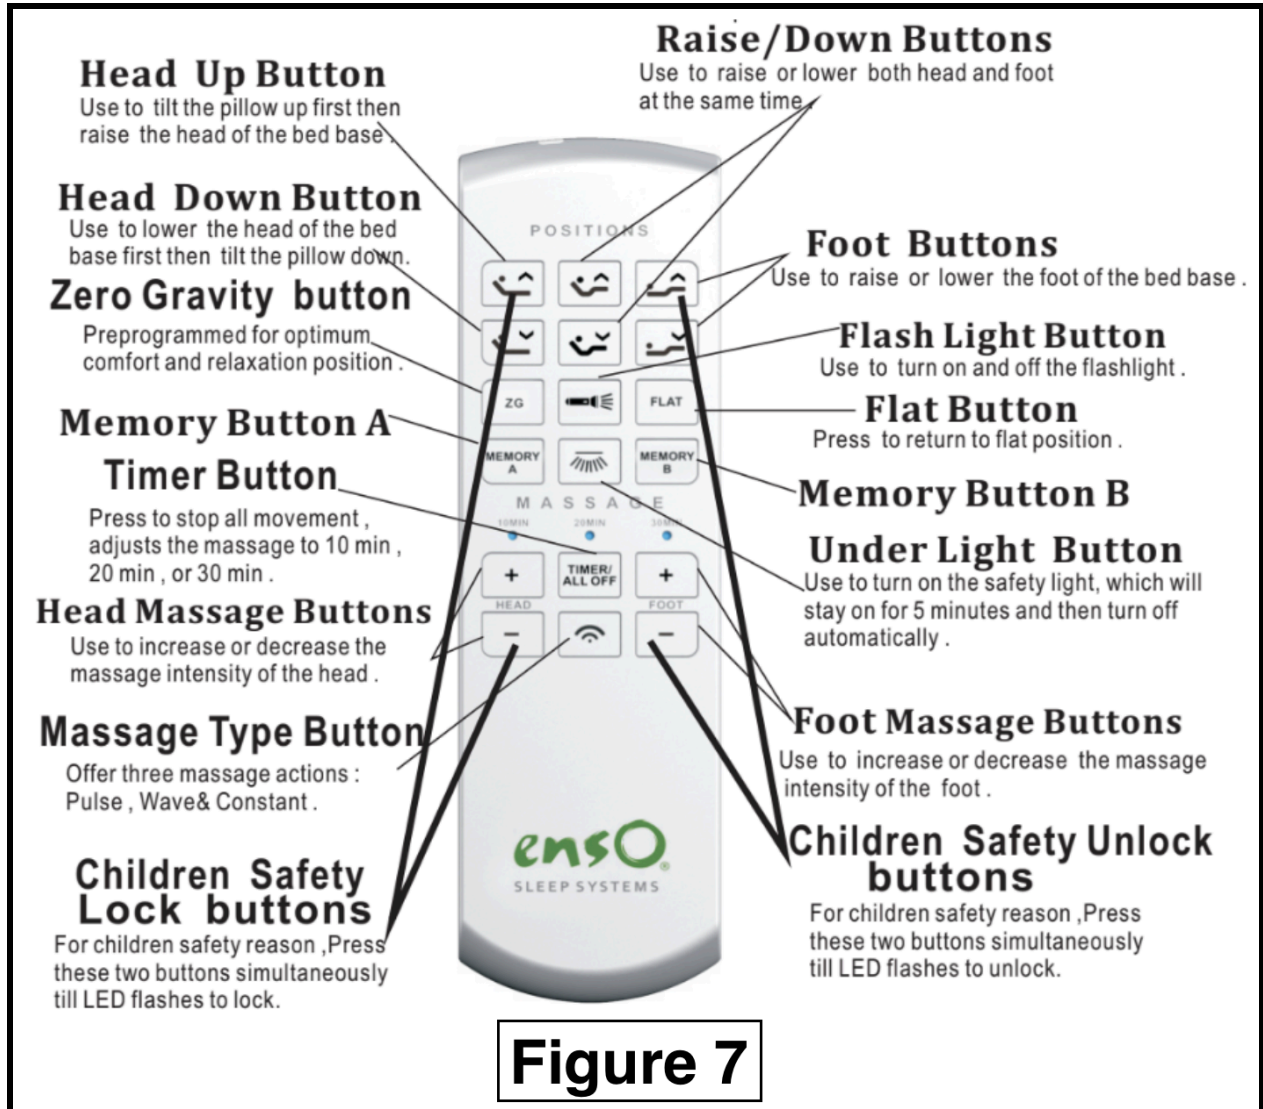 Raise/Down Buttons
Use to raise or lower both head and foot
at the same time .
Head Up Button
Use to tilt the pillow up first then
raise the head of the bed base .
Head Down Button
Use to lower the head of the bed
base first then tilt the pillow down.
Zero Gravity button
Preprogrammed for optimum
comfort and relaxation position .
Memory Button A
Timer Button
Press to stop all movement ,
adjusts the massage to 10 min ,
20 min , or 30 min .
Head Massage Buttons
Use to increase or decrease the
massage intensity of the head .
Massage Type Button
Offer three massage actions :
Pulse , Wave& Constant .
Children Safety
Lock buttons
For children safety reason ,Press
these two buttons simultaneously
till LED flashes to lock.
POSITIONS
ZG
FLAT
MEMORY
A
MEMORY
B
MASSAGE
10MIN 20MIN 30MIN
+
TIMER/
ALL OFF
+
HEAD
FOOT
−
−
enso®
SLEEP SYSTEMS
Foot Buttons
Use to raise or lower the foot of the bed base .
Flash Light Button
Use to turn on and off the flashlight .
Flat Button
Press to return to flat position .
Memory Button B
Under Light Button
Use to turn on the safety light, which will
stay on for 5 minutes and then turn off
automatically .
Foot Massage Buttons
Use to increase or decrease the massage
intensity of the foot .
Children Safety Unlock
buttons
For children safety reason ,Press
these two buttons simultaneously
till LED flashes to unlock.
Figure 7